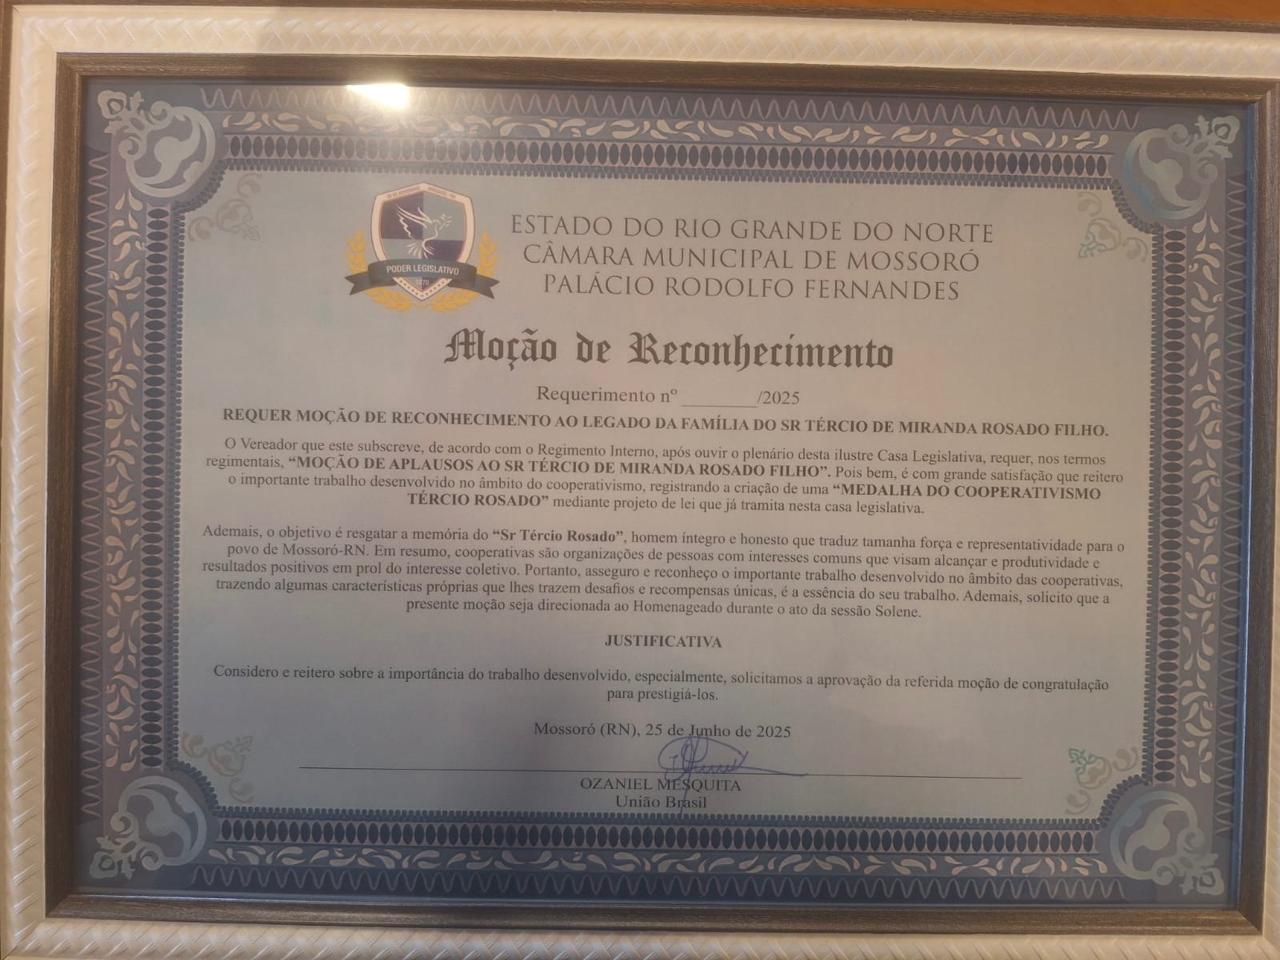 PODER LEGISLATIVO
1870
ESTADO DO RIO GRANDE DO NORTE
CÂMARA MUNICIPAL DE MOSSORÓ
PALÁCIO RODOLFO FERNANDES
Moção de Reconhecimento
Requerimento nº ________/2025
REQUER MOÇÃO DE RECONHECIMENTO AO LEGADO DA FAMÍLIA DO SR TÉRCIO DE MIRANDA ROSADO FILHO.
O Vereador que este subscreve, de acordo com o Regimento Interno, após ouvir o plenário desta ilustre Casa Legislativa, requer, nos termos
regimentais, “MOÇÃO DE APLAUSOS AO SR TÉRCIO DE MIRANDA ROSADO FILHO”. Pois bem, é com grande satisfação que reitero
o importante trabalho desenvolvido no âmbito do cooperativismo, registrando a criação de uma “MEDALHA DO COOPERATIVISMO
TÉRCIO ROSADO” mediante projeto de lei que já tramita nesta casa legislativa.
Ademais, o objetivo é resgatar a memória do “Sr Tércio Rosado”, homem íntegro e honesto que traduz tamanha força e representatividade para o
povo de Mossoró-RN. Em resumo, cooperativas são organizações de pessoas com interesses comuns que visam alcançar e produtividade e
resultados positivos em prol do interesse coletivo. Portanto, asseguro e reconheço o importante trabalho desenvolvido no âmbito das cooperativas,
trazendo algumas características próprias que lhes trazem desafios e recompensas únicas, é a essência do seu trabalho. Ademais, solicito que a
presente moção seja direcionada ao Homenageado durante o ato da sessão Solene.
JUSTIFICATIVA
Considero e reitero sobre a importância do trabalho desenvolvido, especialmente, solicitamos a aprovação da referida moção de congratulação
para prestigiá-los.
Mossoró (RN), 25 de Junho de 2025
OZANIEL MESQUITA
União Brasil